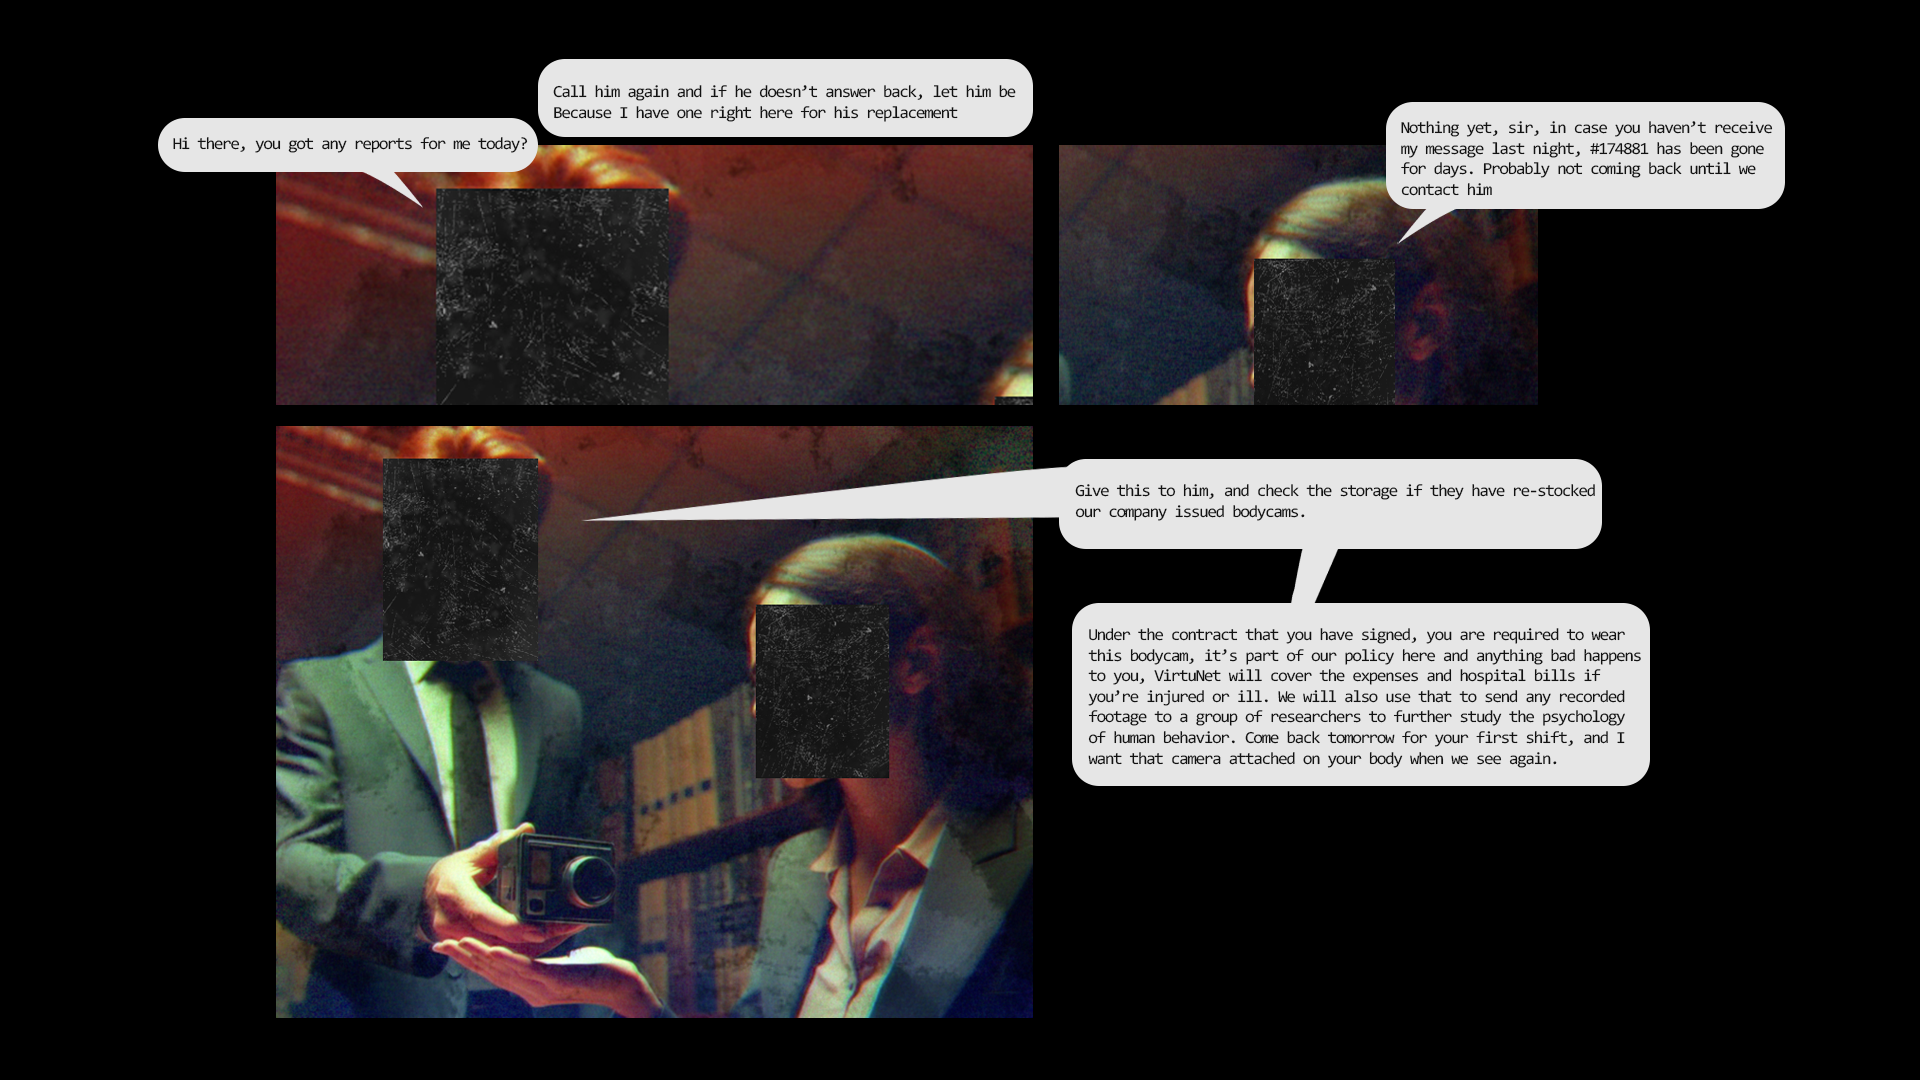 Hi there, you got any reports for me today?
Call him again and if he doesn’t answer back, let him be
Because I have one right here for his replacement
Nothing yet, sir, in case you haven’t receive
my message last night, #174881 has been gone
for days. Probably not coming back until we
contact him
Give this to him, and check the storage if they have re-stocked
our company issued bodycams.
Under the contract that you have signed, you are required to wear
this bodycam, it’s part of our policy here and anything bad happens
to you, VirtuNet will cover the expenses and hospital bills if
you’re injured or ill. We will also use that to send any recorded
footage to a group of researchers to further study the psychology
of human behavior. Come back tomorrow for your first shift, and I
want that camera attached on your body when we see again.